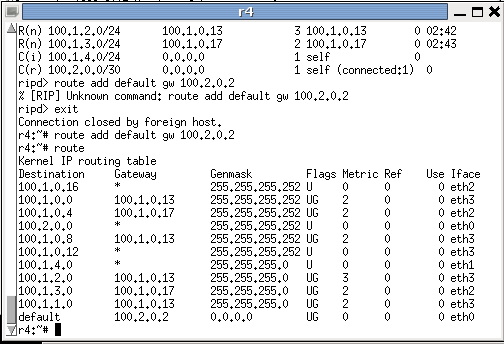 r4
R(n) 100.1.2.0/24 100.1.0.13 3 100.1.0.13 0 02:42
R(n) 100.1.3.0/24 100.1.0.17 2 100.1.0.17 0 02:43
C(i) 100.1.4.0/24 0.0.0.0 1 self 0
C(r) 100.2.0.0/30 0.0.0.0 1 self (connected:1) 0
ripd> route add default gw 100.2.0.2
% [RIP] Unknown command: route add default gw 100.2.0.2
ripd> exit
Connection closed by foreign host.
r4:~# route add default gw 100.2.0.2
r4:~# route
Kernel IP routing table
Destination Gateway Genmask Flags Metric Ref Use Iface
100.1.0.16 * 255.255.255.252 U 0 0 0 eth2
100.1.0.0 100.1.0.13 255.255.255.252 UG 3 0 0 eth3
100.1.0.4 100.1.0.17 255.255.255.252 UG 2 0 0 eth2
100.2.0.0 * 255.255.255.252 U 0 0 0 eth0
100.1.0.8 100.1.0.13 255.255.255.252 UG 2 0 0 eth3
100.1.0.12 * 255.255.255.252 U 0 0 0 eth3
100.1.4.0 * 255.255.255.0 U 0 0 0 eth1
100.1.2.0 100.1.0.13 255.255.255.0 UG 3 0 0 eth3
100.1.3.0 100.1.0.17 255.255.255.0 UG 2 0 0 eth2
100.1.1.0 100.1.0.13 255.255.255.0 UG 2 0 0 eth3
default 100.2.0.2 0.0.0.0 UG 0 0 0 eth0
r4:~#